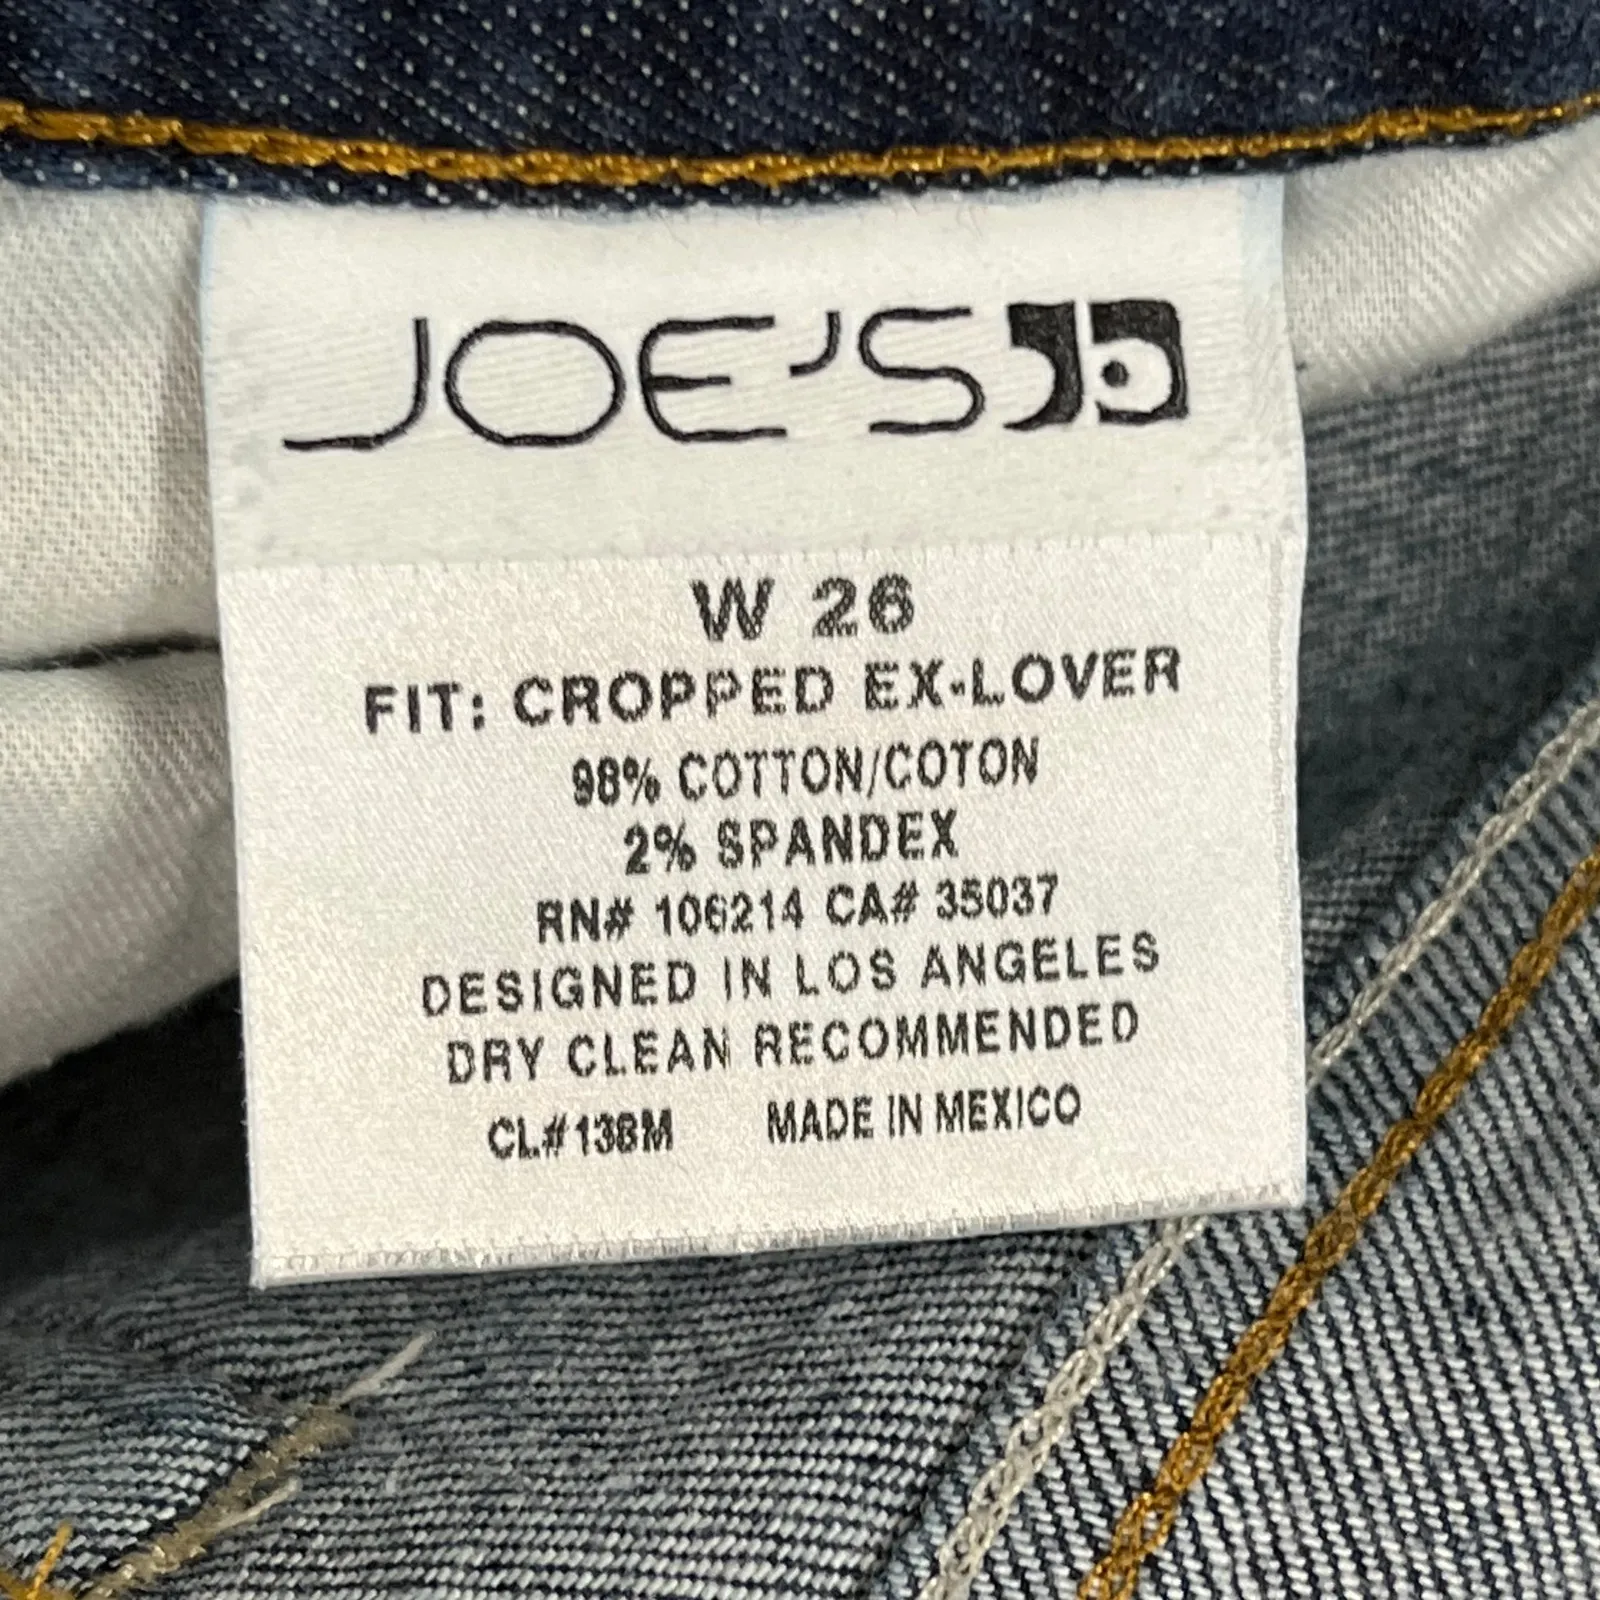 JOE'S
W 26
FIT: CROPPED EX-LOVER
98% COTTON/COTON
2% SPANDEX
RN# 106214 CA# 35037
DESIGNED IN LOS ANGELES
DRY CLEAN RECOMMENDED
CL#138M MADE IN MEXICO